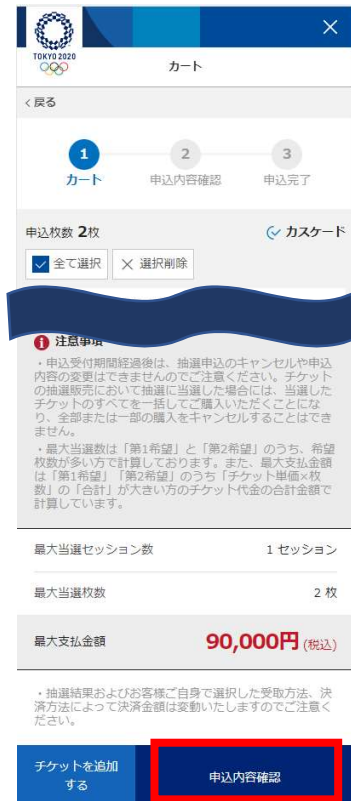 TOKYO 2020
カート
< 戻る
1
2
3
カート
申込内容確認
申込完了
申込枚数 2枚
カスケード
全て選択
× 選択削除
注意事項
・申込受付期間経過後は、抽選申込のキャンセルや申込
内容の変更はできませんのでご注意ください。チケット
の抽選販売において抽選に当選した場合には、当選した
チケットのすべてを一括してご購入いただくことにな
り、全部または一部の購入をキャンセルすることはでき
ません。
・最大当選数は「第1希望」と「第2希望」のうち、希望
枚数が多い方で計算しております。また、最大支払金額
は「第1希望」「第2希望」のうち「チケット単価×枚
数」の「合計」が大きい方のチケット代金の合計金額で
計算しています。
最大当選セッション数
1 セッション
最大当選枚数
2 枚
最大支払金額
90,000円 (税込)
・抽選結果およびお客様ご自身で選択した受取方法、決
済方法によって決済金額は変動いたしますのでご注意く
ださい。
チケットを追加
する
申込内容確認